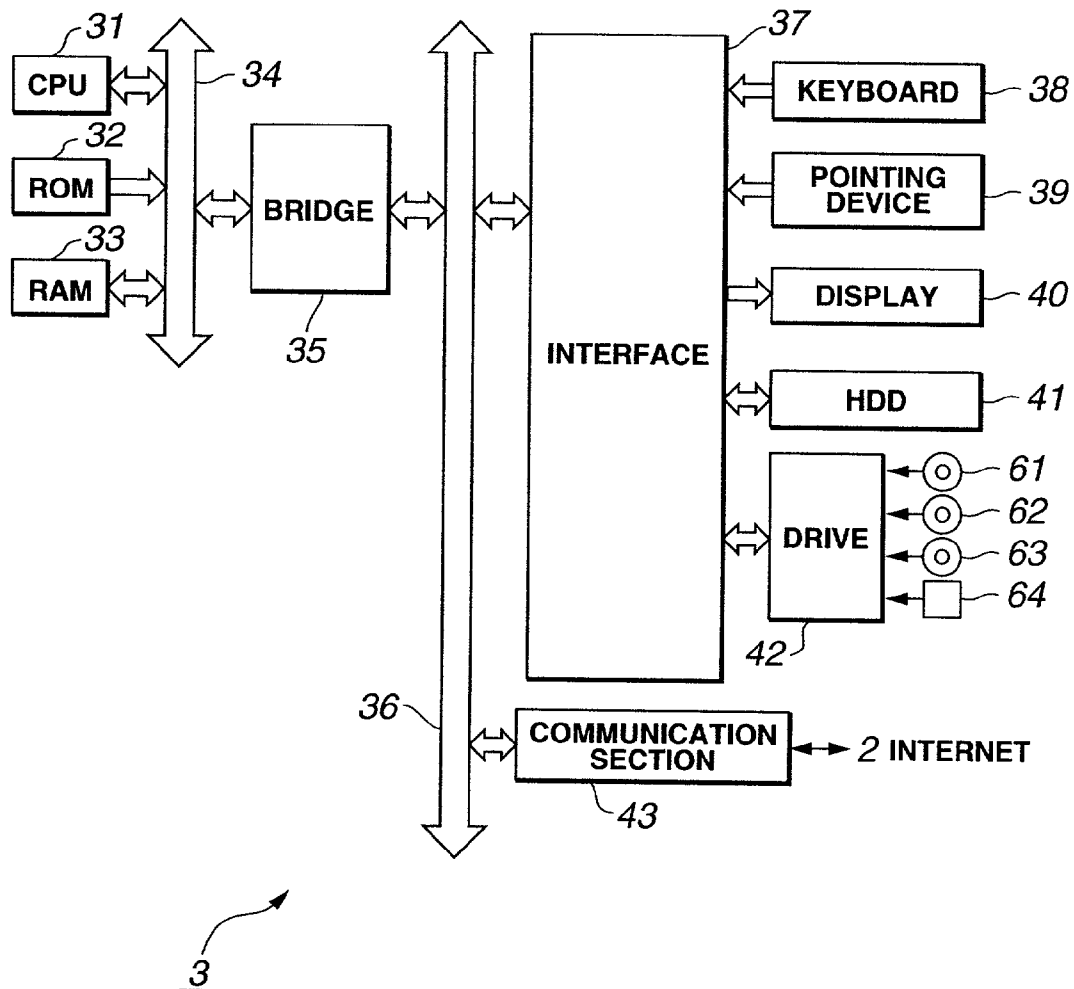 31
CPU
32
ROM
33
RAM
34
BRIDGE
35
36
37
INTERFACE
KEYBOARD 38
POINTING
DEVICE 39
DISPLAY 40
HDD 41
61
62
DRIVE
63
64
42
COMMUNICATION
SECTION
2 INTERNET
43
3